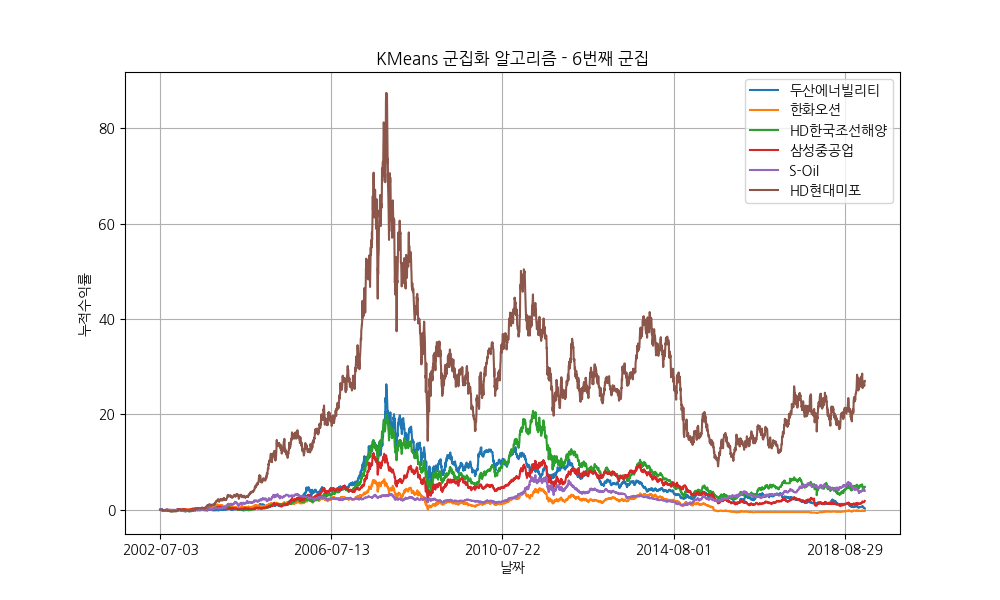 KMeans 군집화 알고리즘 - 6번째 군집
두산에너빌리티
한화오션
HD한국조선해양
삼성중공업
S-Oil
HD현대미포
누적수익률
80
60
40
20
0
2002-07-03 2006-07-13 2010-07-22 2014-08-01 2018-08-29
날짜